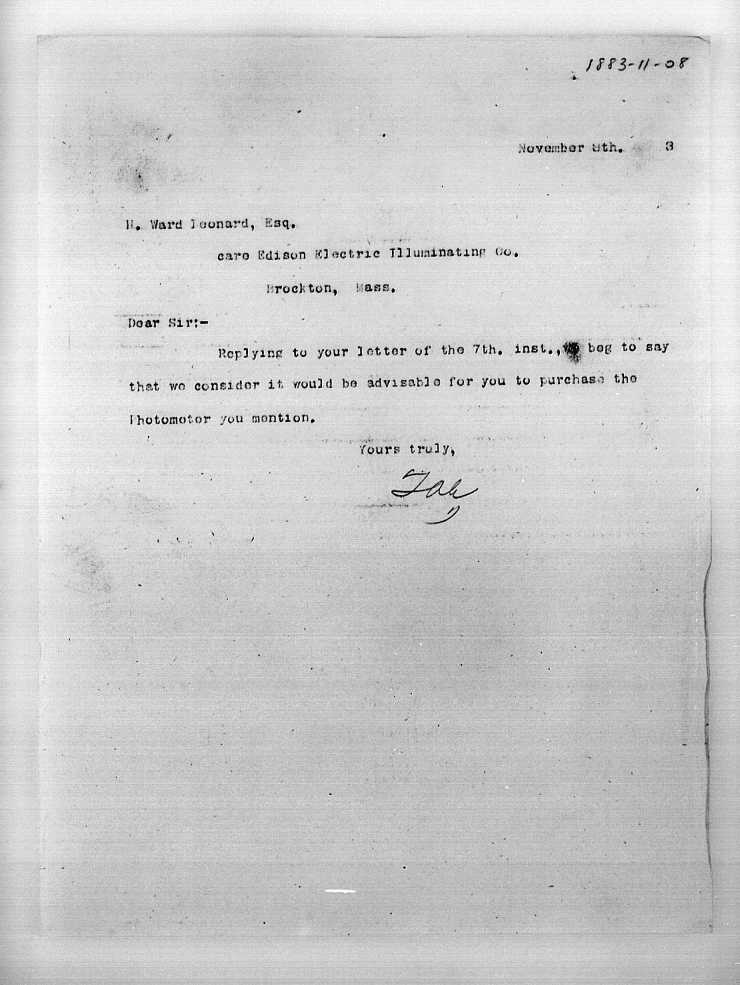 1883-11-08
November 8th. 3
H. Ward Leonard, Esq.
care Edison Electric Illuminating Co.
Brockton, Mass.
Dear Sir:-
Replying to your letter of the 7th. inst., we beg to say
that we consider it would be advisable for you to purchase the
Photometer you mention.
Yours truly,